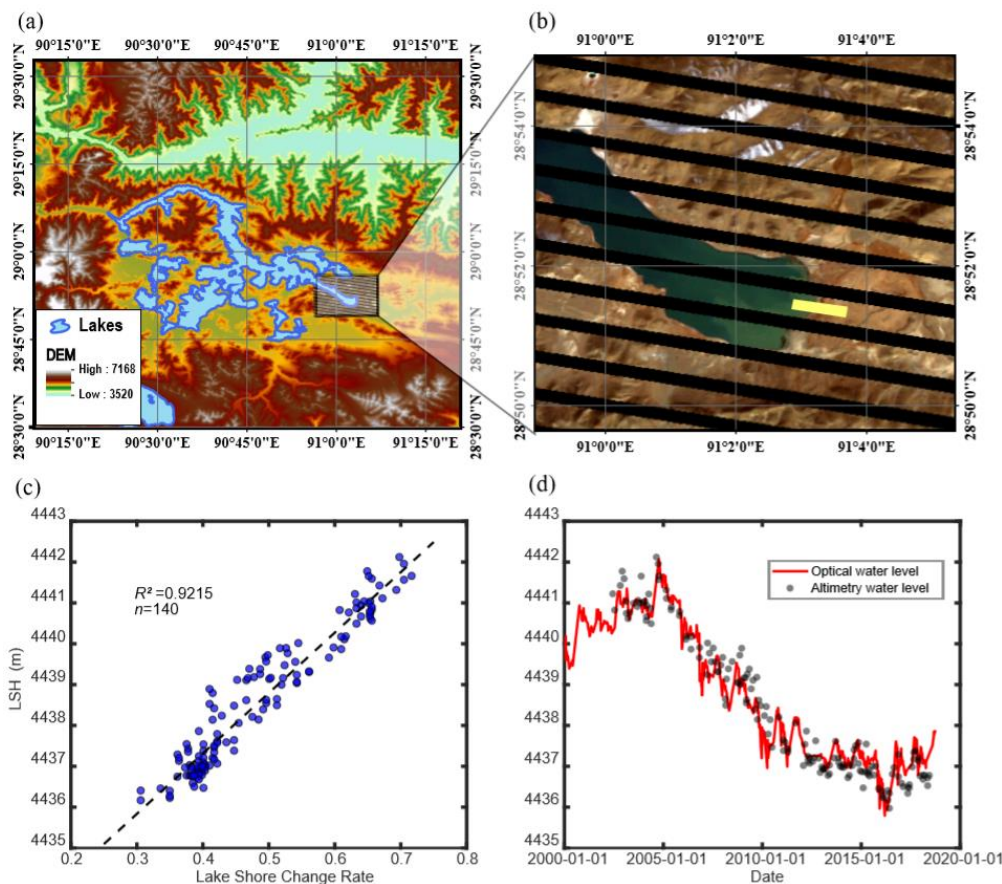 (a)
90°15'0"E 90°30'0"E 90°45'0"E 91°0'0"E 91°15'0"E
29°30'0"N
29°15'0"N
29°0'0"N
28°45'0"N
28°30'0"N
29°30'0"N
29°15'0"N
29°0'0"N
28°45'0"N
28°30'0"N
Lakes
DEM
High : 7168
Low : 3520
90°15'0"E 90°30'0"E 90°45'0"E 91°0'0"E 91°15'0"E
(b)
91°0'0"E 91°2'0"E 91°4'0"E
28°54'0"N
28°52'0"N
28°50'0"N
28°54'0"N
28°52'0"N
28°50'0"N
91°0'0"E 91°2'0"E 91°4'0"E
(c)
4443
4442
4441
4440
4439
4438
4437
4436
4435
LSH (m)
R² =0.9215
n=140
0.2 0.3 0.4 0.5 0.6 0.7 0.8
Lake Shore Change Rate
(d)
4443
4442
4441
4440
4439
4438
4437
4436
4435
Optical water level
Altimetry water level
2000-01-01 2005-01-01 2010-01-01 2015-01-01 2020-01-01
Date